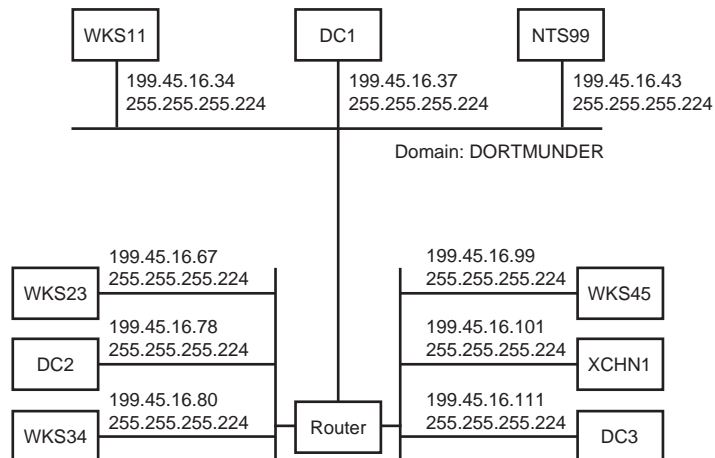 WKS11
DC1
NTS99
199.45.16.34
255.255.255.224
199.45.16.37
255.255.255.224
199.45.16.43
255.255.255.224
Domain: DORTMUNDER
199.45.16.67
255.255.255.224
WKS23
199.45.16.78
255.255.255.224
DC2
199.45.16.80
255.255.255.224
WKS34
Router
199.45.16.99
255.255.255.224
WKS45
199.45.16.101
255.255.255.224
XCHN1
199.45.16.111
255.255.255.224
DC3